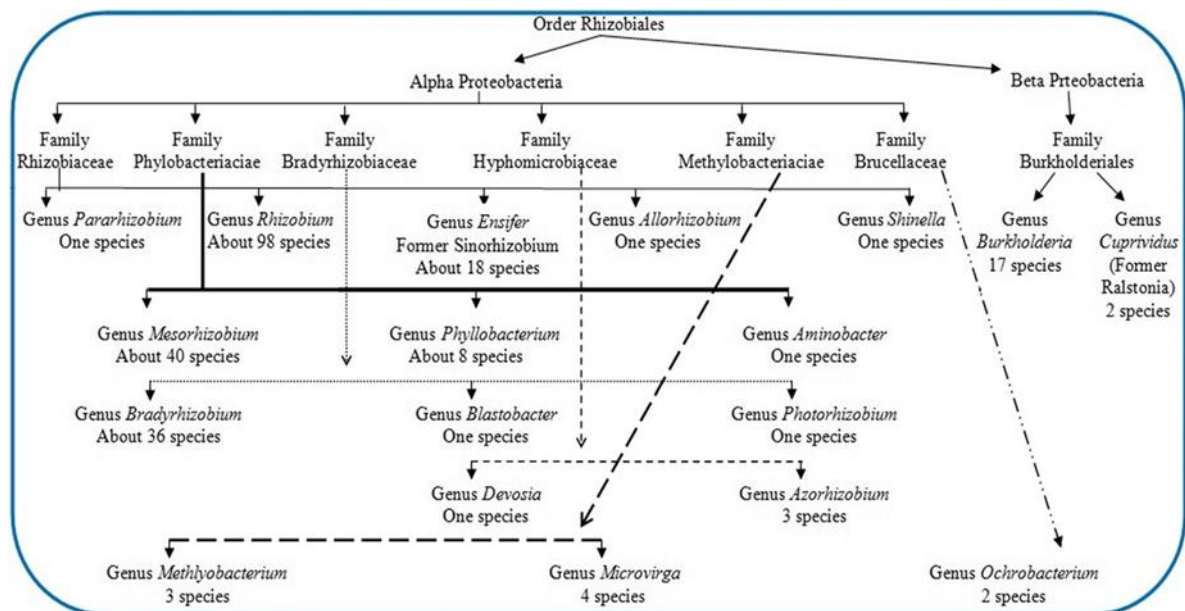 Order Rhizobiales
Alpha Proteobacteria
Beta Prteobacteria
Family
Rhizobiaceae
Family
Phylobacteriaciae
Family
Bradyrhizobiaceae
Family
Hyphomicrobiaceae
Family
Methylobacteriaciae
Family
Brucellaceae
Family
Burkholderiales
Genus Pararhizobium
One species
Genus Rhizobium
About 98 species
Genus Ensifer
Former Sinorhizobium
About 18 species
Genus Allorhizobium
One species
Genus Shinella
One species
Genus
Burkholderia
17 species
Genus
Cuprividus
(Former
Ralstonia)
2 species
Genus Mesorhizobium
About 40 species
Genus Phyllobacterium
About 8 species
Genus Aminobacter
One species
Genus Bradyrhizobium
About 36 species
Genus Blastobacter
One species
Genus Photorhizobium
One species
Genus Devosia
One species
Genus Azorhizobium
3 species
Genus Methlyobacterium
3 species
Genus Microvirga
4 species
Genus Ochrobacterium
2 species